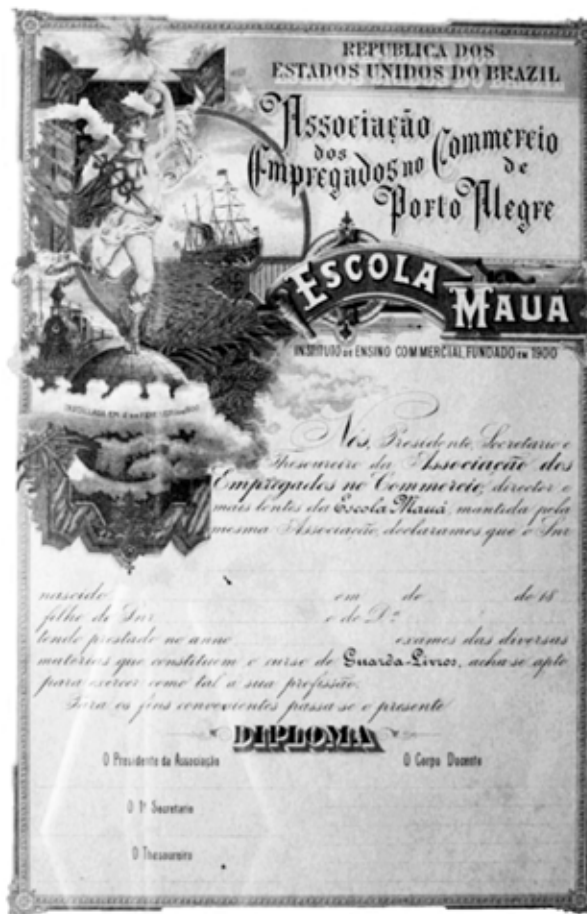 REPUBLICA DOS
ESTADOS UNIDOS DO BRAZIL
Associação
dos
Empregados no Commercio
de
Porto Alegre
ESCOLA
MAUA
INSTITUTO DE ENSINO COMMERCIAL, FUNDADO EM 1900
INSTALLADA EM
Nós, Presidente, Secretario e
Thesoureiro da Associação dos
Empregados no Commercio, director e
mais lentes da Escola Mauá, mantida pela
mesma Associação, declaramos que o Snr
nascido em de de 18
filho do Snr e de D.ª
tendo prestado no anno exames das diversas
materias que constituem o curso de Guarda-Livros, acha-se apto
para exercer como tal a sua profissão.
Para os fins convenientes passa-se o presente
DIPLOMA
O Presidente da Associação O Corpo Docente
O 1º Secretario
O Thesoureiro